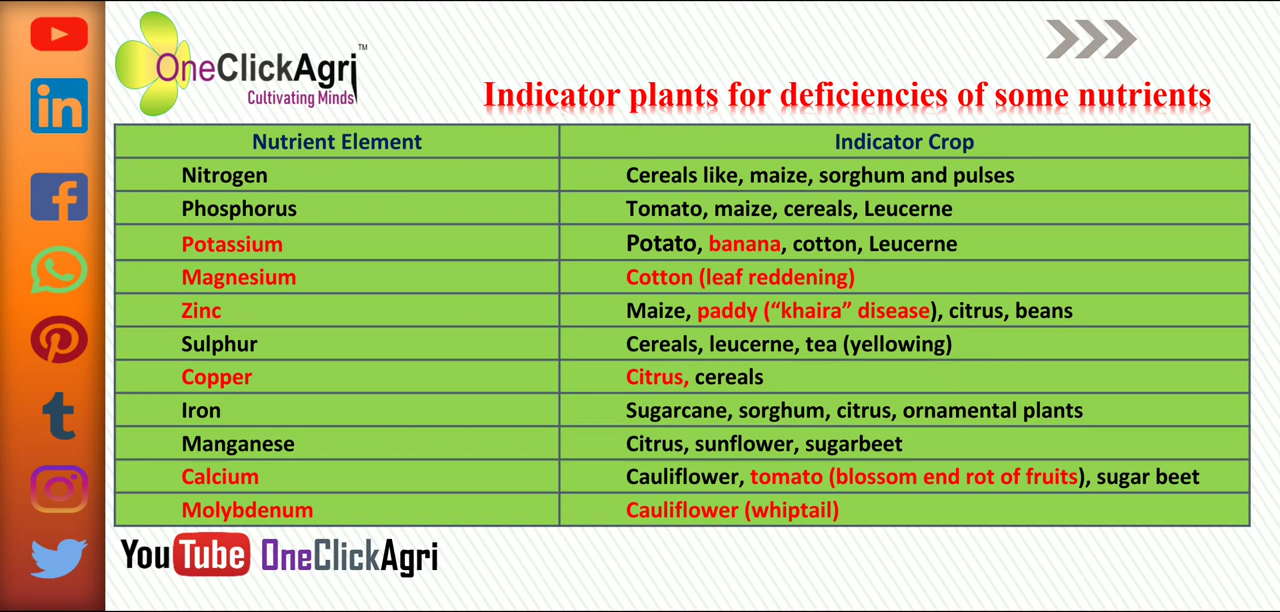 OneClickAgri™
Cultivating Minds
Indicator plants for deficiencies of some nutrients
Nutrient Element Indicator Crop
Nitrogen Cereals like, maize, sorghum and pulses
Phosphorus Tomato, maize, cereals, Leucerne
Potassium Potato, banana, cotton, Leucerne
Magnesium Cotton (leaf reddening)
Zinc Maize, paddy (“khaira” disease), citrus, beans
Sulphur Cereals, leucerne, tea (yellowing)
Copper Citrus, cereals
Iron Sugarcane, sorghum, citrus, ornamental plants
Manganese Citrus, sunflower, sugarbeet
Calcium Cauliflower, tomato (blossom end rot of fruits), sugar beet
Molybdenum Cauliflower (whiptail)
YouTube OneClickAgri